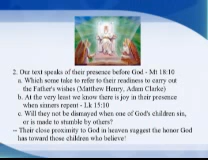 2. Our text speaks of their presence before God - Mt 18:10
a. Which some take to refer to their readiness to carry out
the Father's wishes (Matthew Henry, Adam Clarke)
b. At the very least we know there is joy in their presence
when sinners repent - Lk 15:10
c. Will they not be dismayed when one of God's children sin,
or is made to stumble by others?
-- Their close proximity to God in heaven suggest the honor God
has toward those children who believe!